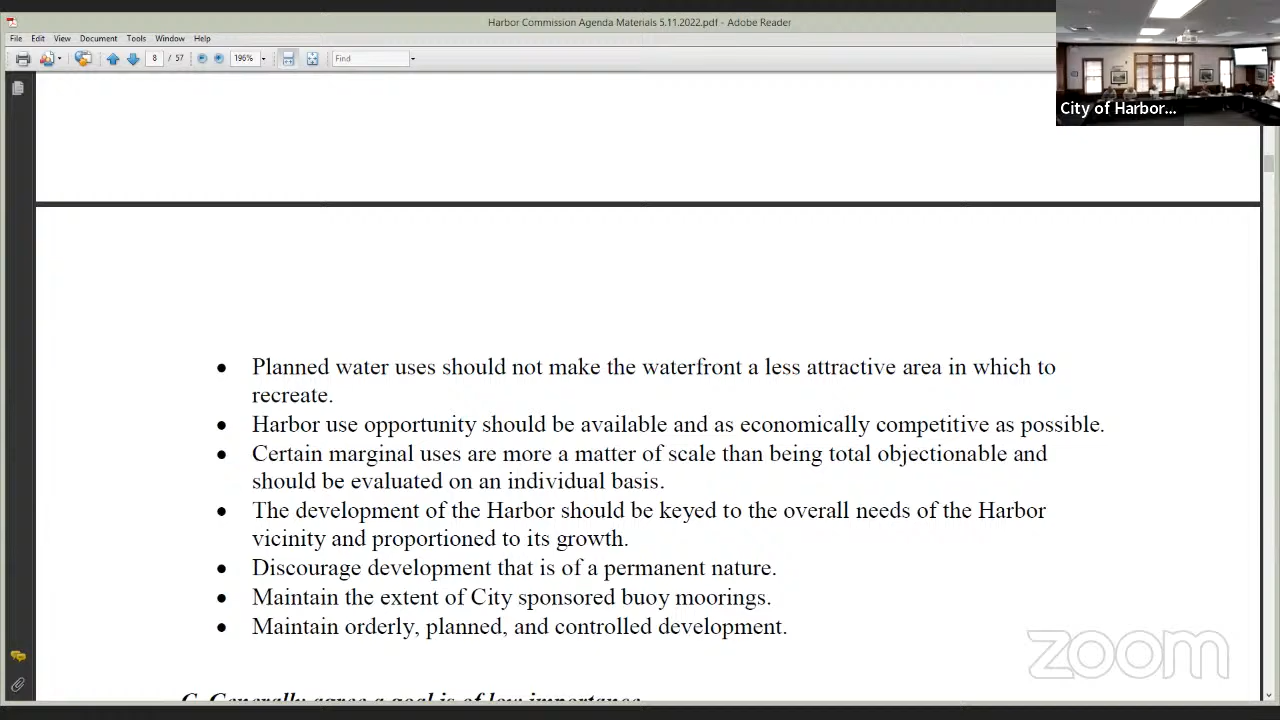 Harbor Commission Agenda Materials 5.11.2022.pdf - Adobe Reader
File Edit View Document Tools Window Help
8 / 57 196% Find
City of Harbor...
• Planned water uses should not make the waterfront a less attractive area in which to
recreate.
• Harbor use opportunity should be available and as economically competitive as possible.
• Certain marginal uses are more a matter of scale than being total objectionable and
should be evaluated on an individual basis.
• The development of the Harbor should be keyed to the overall needs of the Harbor
vicinity and proportioned to its growth.
• Discourage development that is of a permanent nature.
• Maintain the extent of City sponsored buoy moorings.
• Maintain orderly, planned, and controlled development.
C. Generally agree a goal is of low importance
zoom